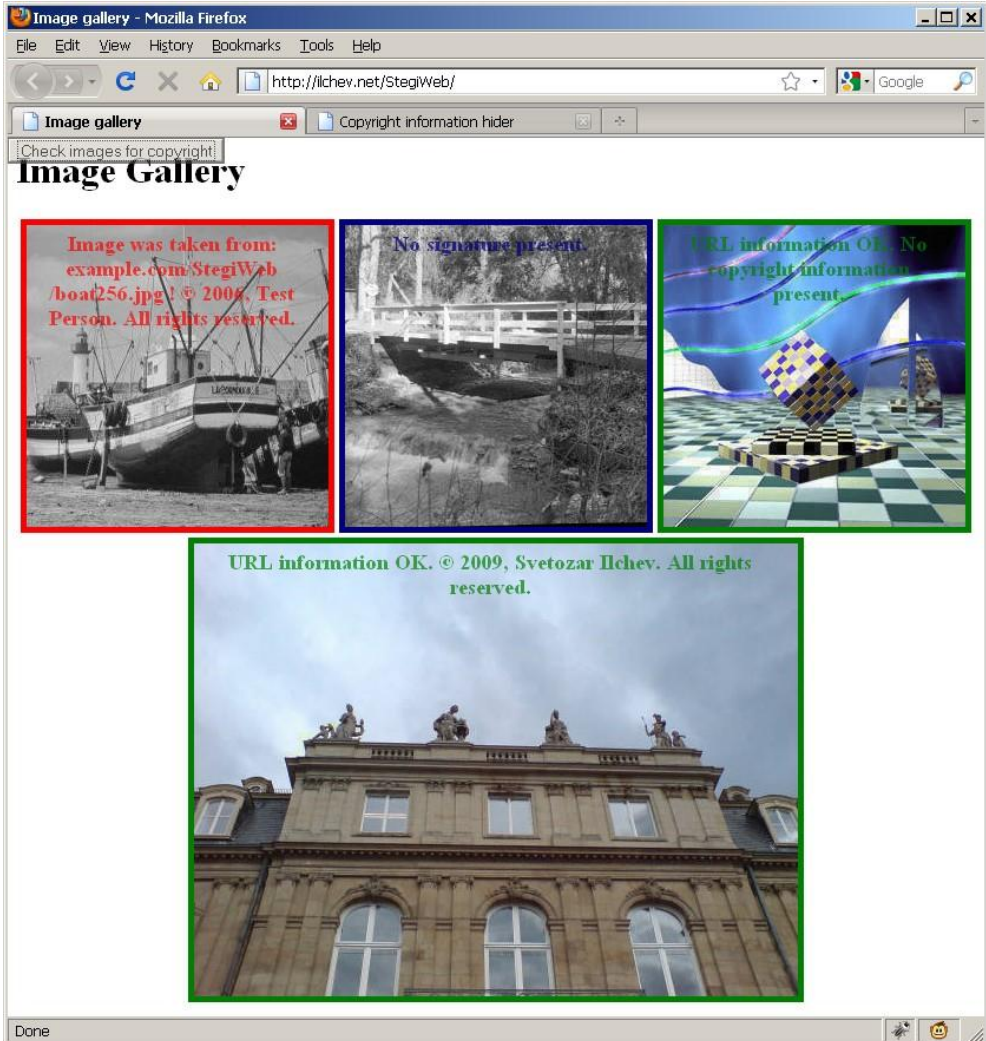 Image gallery - Mozilla Firefox
File Edit View History Bookmarks Tools Help
http://ilchev.net/StegiWeb/
Google
Image gallery
Copyright information hider
Check images for copyright
Image Gallery
Image was taken from:
example.com/StegiWeb
/boat256.jpg ! © 2006, Test
Person. All rights reserved.
No signature present.
URL information OK. No
copyright information
present.
URL information OK. © 2009, Svetozar Ilchev. All rights
reserved.
Done